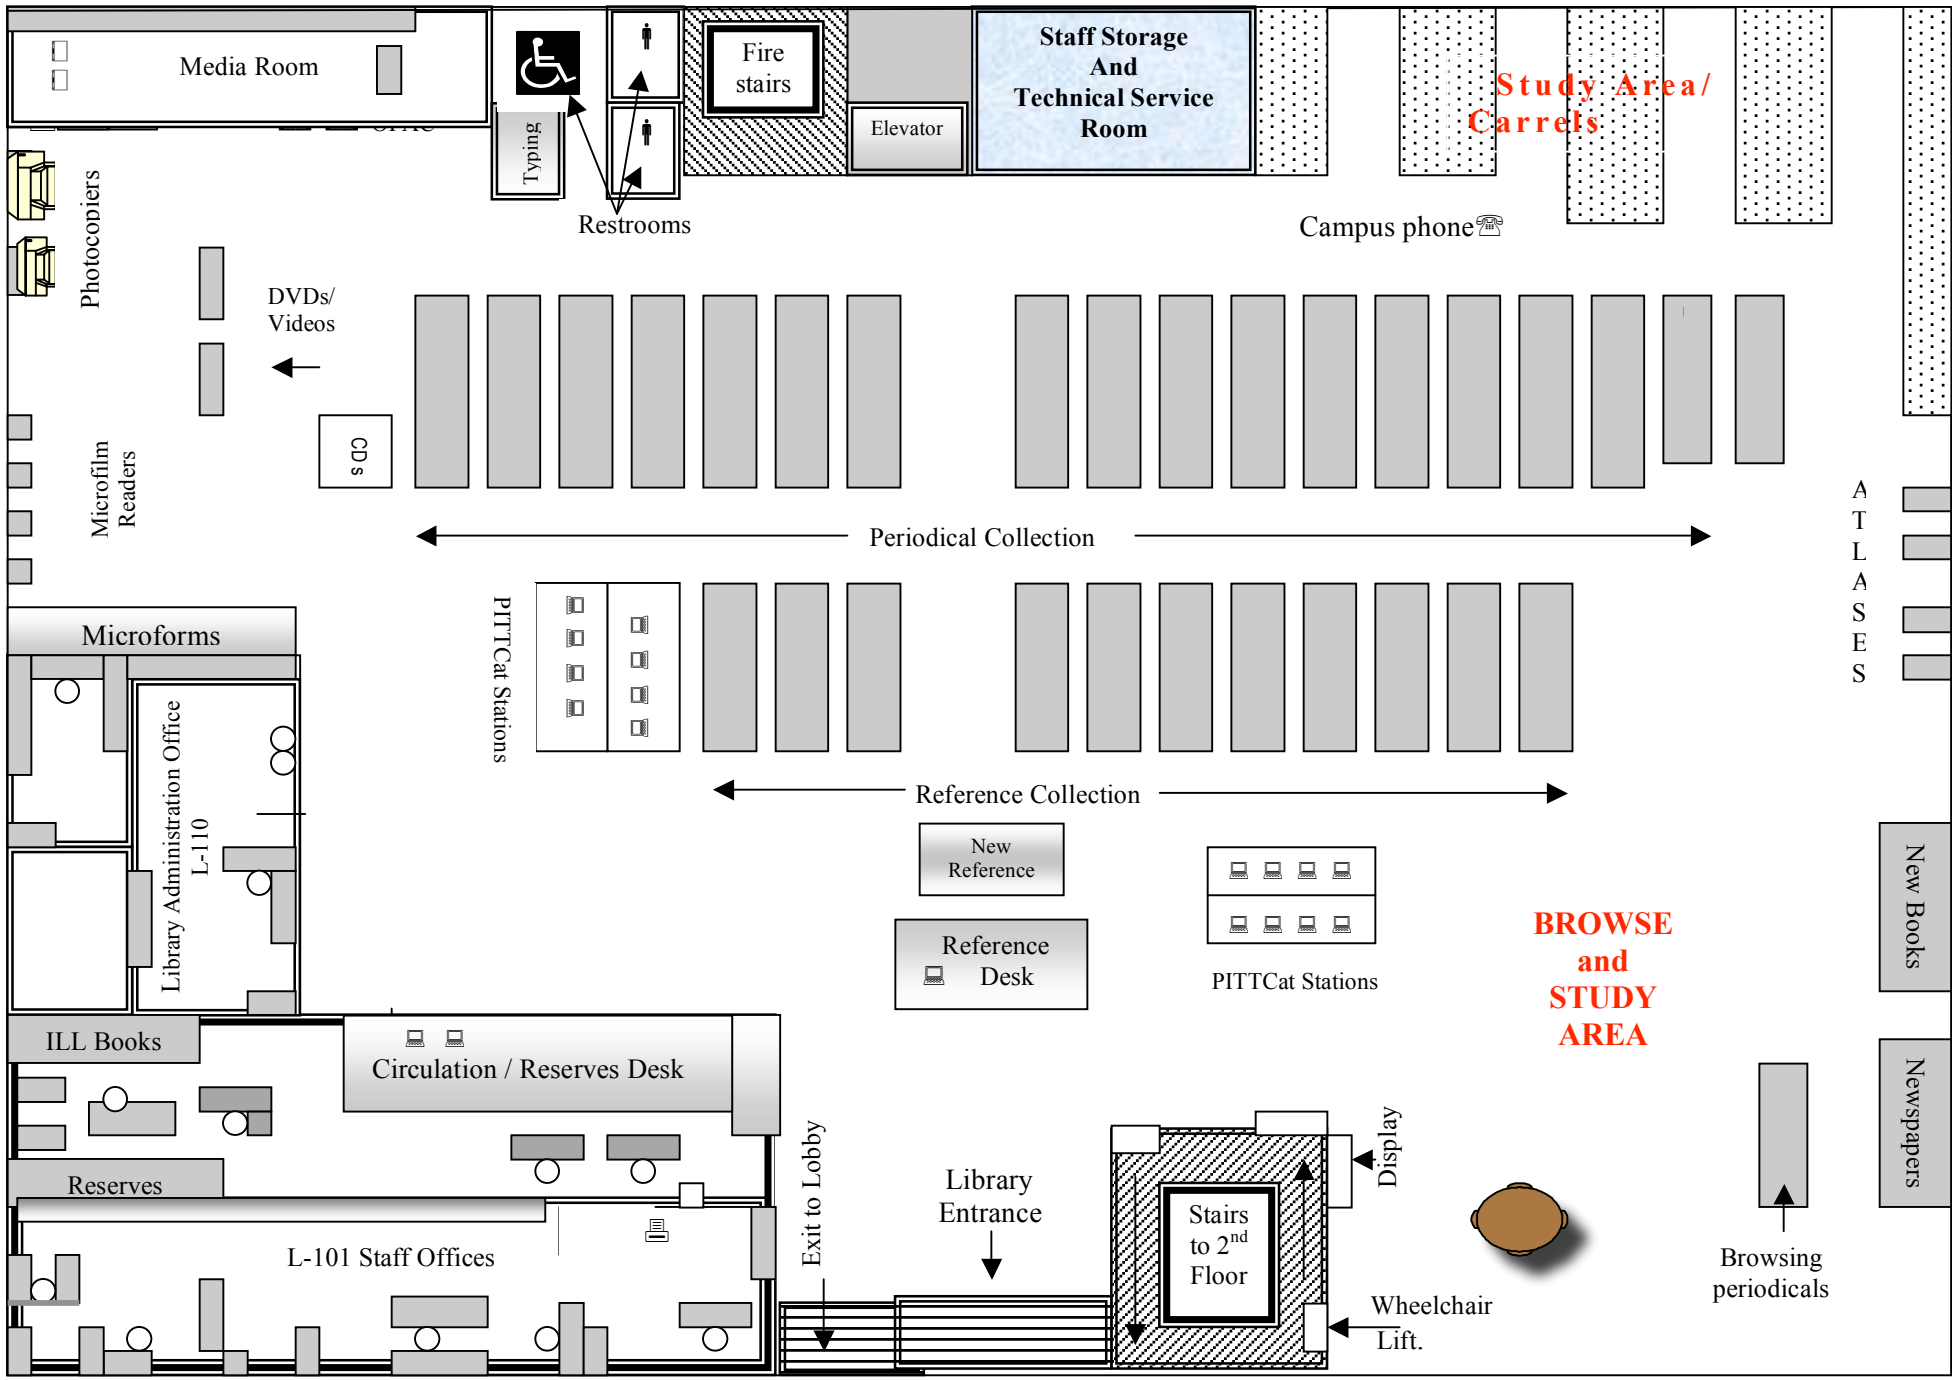 Media Room
Fire
stairs
Staff Storage
And
Technical Service
Room
Study Area/
Carrels
Elevator
Typing
Restrooms
Campus phone
Photocopiers
DVDs/
Videos
CDs
Microfilm
Readers
Periodical Collection
ATLASES
PITTCat Stations
Microforms
Library Administration Office
L-110
Reference Collection
New
Reference
Reference
Desk
PITTCat Stations
BROWSE
and
STUDY
AREA
New Books
ILL Books
Circulation / Reserves Desk
Newspapers
Reserves
Exit to Lobby
Library
Entrance
Display
Stairs
to 2nd
Floor
L-101 Staff Offices
Browsing
periodicals
Wheelchair
Lift.